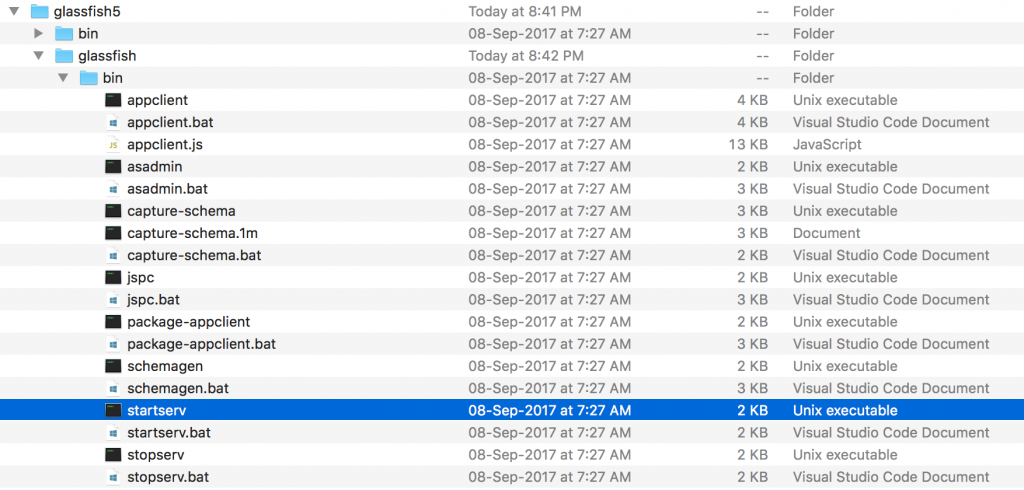 glassfish5 Today at 8:41 PM -- Folder
bin 08-Sep-2017 at 7:27 AM -- Folder
glassfish Today at 8:42 PM -- Folder
bin 08-Sep-2017 at 7:27 AM -- Folder
appclient 08-Sep-2017 at 7:27 AM 4 KB Unix executable
appclient.bat 08-Sep-2017 at 7:27 AM 4 KB Visual Studio Code Document
JS appclient.js 08-Sep-2017 at 7:27 AM 13 KB JavaScript
asadmin 08-Sep-2017 at 7:27 AM 2 KB Unix executable
asadmin.bat 08-Sep-2017 at 7:27 AM 3 KB Visual Studio Code Document
capture-schema 08-Sep-2017 at 7:27 AM 3 KB Unix executable
capture-schema.1m 08-Sep-2017 at 7:27 AM 3 KB Document
capture-schema.bat 08-Sep-2017 at 7:27 AM 2 KB Visual Studio Code Document
jspc 08-Sep-2017 at 7:27 AM 2 KB Unix executable
jspc.bat 08-Sep-2017 at 7:27 AM 3 KB Visual Studio Code Document
package-appclient 08-Sep-2017 at 7:27 AM 2 KB Unix executable
package-appclient.bat 08-Sep-2017 at 7:27 AM 3 KB Visual Studio Code Document
schemagen 08-Sep-2017 at 7:27 AM 2 KB Unix executable
schemagen.bat 08-Sep-2017 at 7:27 AM 3 KB Visual Studio Code Document
startserv 08-Sep-2017 at 7:27 AM 2 KB Unix executable
startserv.bat 08-Sep-2017 at 7:27 AM 2 KB Visual Studio Code Document
stopserv 08-Sep-2017 at 7:27 AM 2 KB Unix executable
stopserv.bat 08-Sep-2017 at 7:27 AM 2 KB Visual Studio Code Document